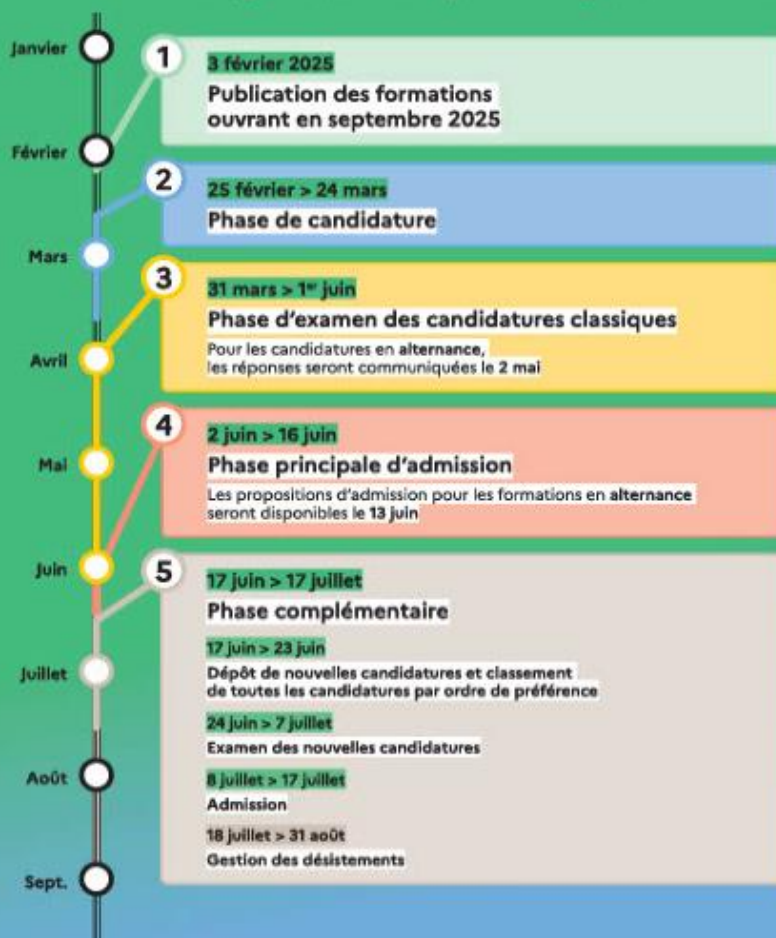 Janvier
Février
Mars
Avril
Mai
Juin
Juillet
Août
Sept.
1
3 février 2025
Publication des formations
ouvrant en septembre 2025
2
25 février > 24 mars
Phase de candidature
3
31 mars > 1er juin
Phase d'examen des candidatures classiques
Pour les candidatures en alternance,
les réponses seront communiquées le 2 mai
4
2 juin > 16 juin
Phase principale d'admission
Les propositions d'admission pour les formations en alternance
seront disponibles le 13 juin
5
17 juin > 17 juillet
Phase complémentaire
17 juin > 23 juin
Dépôt de nouvelles candidatures et classement
de toutes les candidatures par ordre de préférence
24 juin > 7 juillet
Examen des nouvelles candidatures
8 juillet > 17 juillet
Admission
18 juillet > 31 août
Gestion des désistements